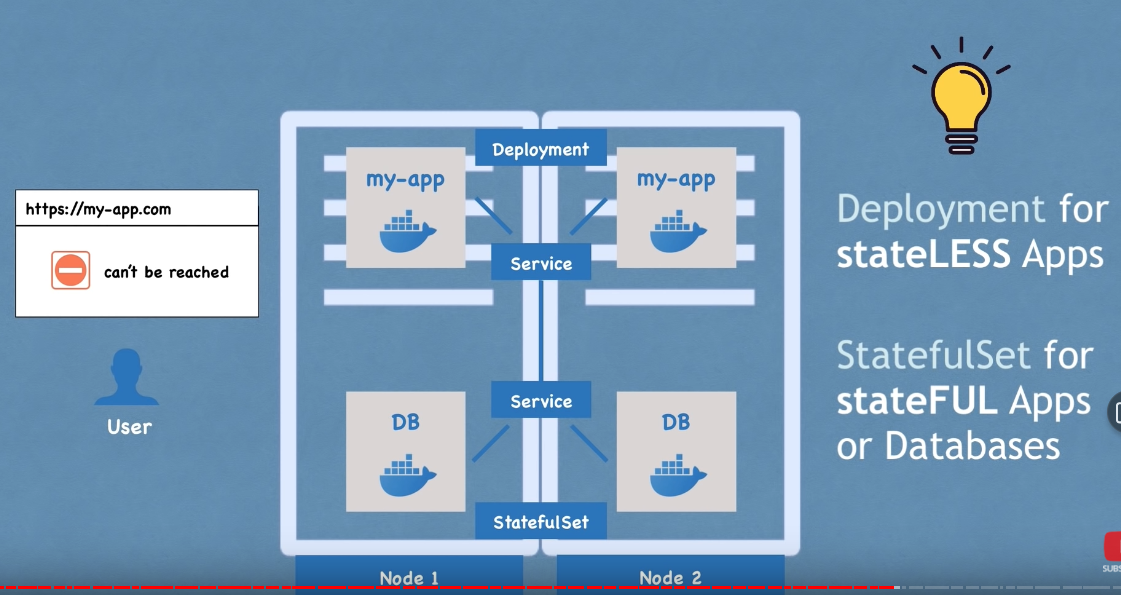 Deployment
my-app
my-app
https://my-app.com
can't be reached
Service
Deployment for
stateLESS Apps
StatefulSet for
stateFUL Apps
or Databases
Service
DB
DB
User
StatefulSet
Node 1
Node 2